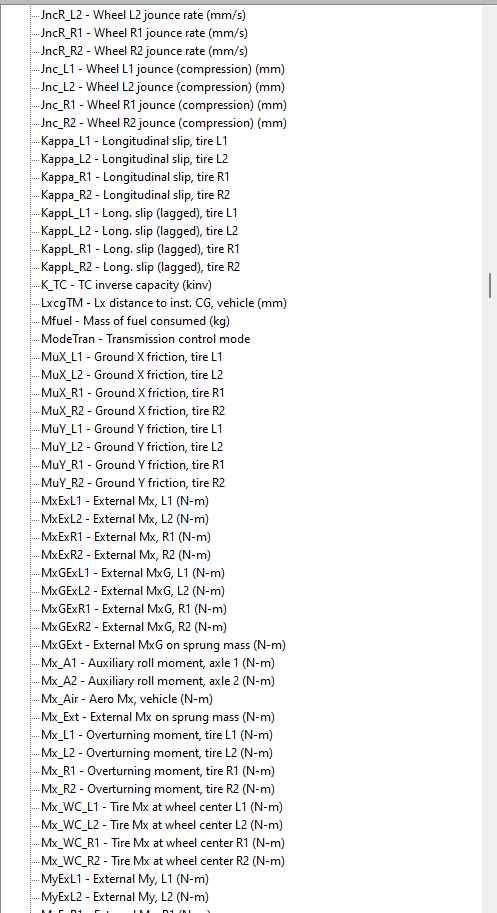 JncR_L2 - Wheel L2 jounce rate (mm/s)
JncR_R1 - Wheel R1 jounce rate (mm/s)
JncR_R2 - Wheel R2 jounce rate (mm/s)
Jnc_L1 - Wheel L1 jounce (compression) (mm)
Jnc_L2 - Wheel L2 jounce (compression) (mm)
Jnc_R1 - Wheel R1 jounce (compression) (mm)
Jnc_R2 - Wheel R2 jounce (compression) (mm)
Kappa_L1 - Longitudinal slip, tire L1
Kappa_L2 - Longitudinal slip, tire L2
Kappa_R1 - Longitudinal slip, tire R1
Kappa_R2 - Longitudinal slip, tire R2
KappL_L1 - Long. slip (lagged), tire L1
KappL_L2 - Long. slip (lagged), tire L2
KappL_R1 - Long. slip (lagged), tire R1
KappL_R2 - Long. slip (lagged), tire R2
K_TC - TC inverse capacity (kinv)
LxcgTM - Lx distance to inst. CG, vehicle (mm)
Mfuel - Mass of fuel consumed (kg)
ModeTran - Transmission control mode
MuX_L1 - Ground X friction, tire L1
MuX_L2 - Ground X friction, tire L2
MuX_R1 - Ground X friction, tire R1
MuX_R2 - Ground X friction, tire R2
MuY_L1 - Ground Y friction, tire L1
MuY_L2 - Ground Y friction, tire L2
MuY_R1 - Ground Y friction, tire R1
MuY_R2 - Ground Y friction, tire R2
MxExL1 - External Mx, L1 (N-m)
MxExL2 - External Mx, L2 (N-m)
MxExR1 - External Mx, R1 (N-m)
MxExR2 - External Mx, R2 (N-m)
MxGExL1 - External MxG, L1 (N-m)
MxGExL2 - External MxG, L2 (N-m)
MxGExR1 - External MxG, R1 (N-m)
MxGExR2 - External MxG, R2 (N-m)
MxGExt - External MxG on sprung mass (N-m)
Mx_A1 - Auxiliary roll moment, axle 1 (N-m)
Mx_A2 - Auxiliary roll moment, axle 2 (N-m)
Mx_Air - Aero Mx, vehicle (N-m)
Mx_Ext - External Mx on sprung mass (N-m)
Mx_L1 - Overturning moment, tire L1 (N-m)
Mx_L2 - Overturning moment, tire L2 (N-m)
Mx_R1 - Overturning moment, tire R1 (N-m)
Mx_R2 - Overturning moment, tire R2 (N-m)
Mx_WC_L1 - Tire Mx at wheel center L1 (N-m)
Mx_WC_L2 - Tire Mx at wheel center L2 (N-m)
Mx_WC_R1 - Tire Mx at wheel center R1 (N-m)
Mx_WC_R2 - Tire Mx at wheel center R2 (N-m)
MyExL1 - External My, L1 (N-m)
MyExL2 - External My, L2 (N-m)